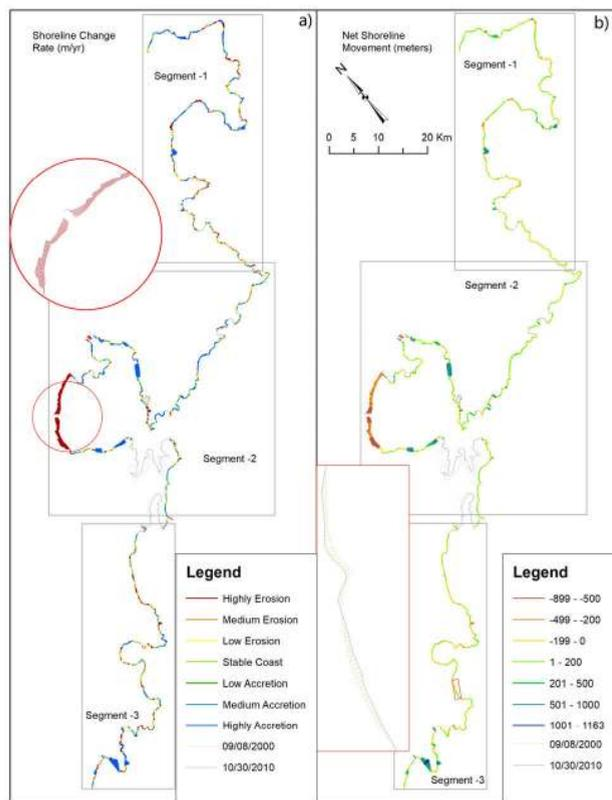 a)
Shoreline Change
Rate (m/yr)
Segment -1
Segment -2
Segment -3
Legend
Highly Erosion
Medium Erosion
Low Erosion
Stable Coast
Low Accretion
Medium Accretion
Highly Accretion
09/08/2000
10/30/2010
b)
Net Shoreline
Movement (meters)
Segment -1
N
0 5 10 20 Km
Segment -2
Segment -3
Legend
-899 - -500
-499 - -200
-199 - 0
1 - 200
201 - 500
501 - 1000
1001 - 1163
09/08/2000
10/30/2010